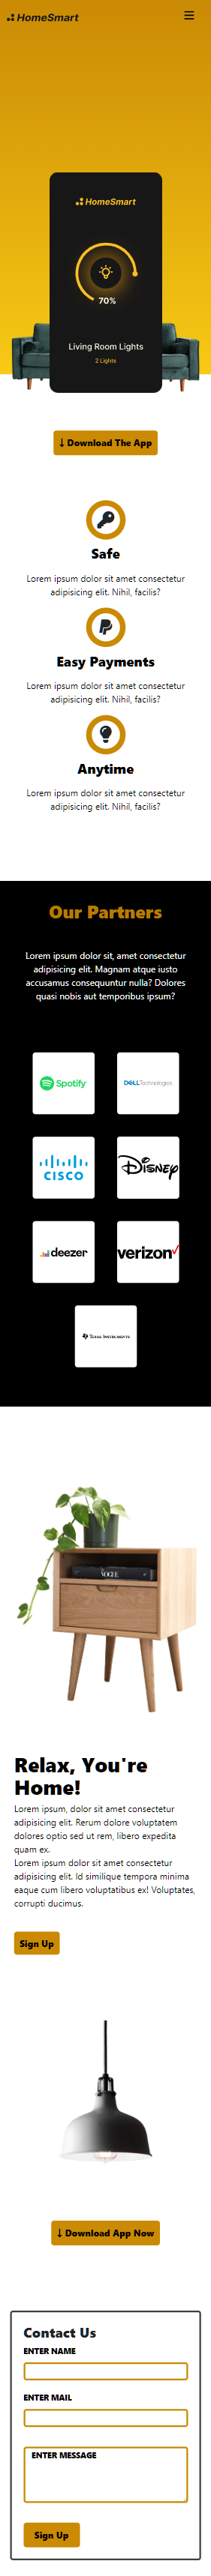 HomeSmart
HomeSmart
70%
Living Room Lights
2 Lights
↓ Download The App
Safe
Lorem ipsum dolor sit amet consectetur
adipisicing elit. Nihil, facilis?
Easy Payments
Lorem ipsum dolor sit amet consectetur
adipisicing elit. Nihil, facilis?
Anytime
Lorem ipsum dolor sit amet consectetur
adipisicing elit. Nihil, facilis?
Our Partners
Lorem ipsum dolor sit, amet consectetur
adipisicing elit. Magnam atque iusto
accusamus consequuntur nulla? Dolores
quasi nobis aut temporibus ipsum?
Spotify
DELL Technologies
CISCO
Disney
deezer
verizon✓
TEXAS INSTRUMENTS
VOGUE
Relax, You're
Home!
Lorem ipsum, dolor sit amet consectetur
adipisicing elit. Rerum dolore voluptatem
dolores optio sed ut rem, libero expedita
quam ex.
Lorem ipsum dolor sit amet consectetur
adipisicing elit. Id similique tempora minima
eaque cum libero voluptatibus ex! Voluptates,
corrupti ducimus.
Sign Up
↓ Download App Now
Contact Us
ENTER NAME
ENTER MAIL
ENTER MESSAGE
Sign Up